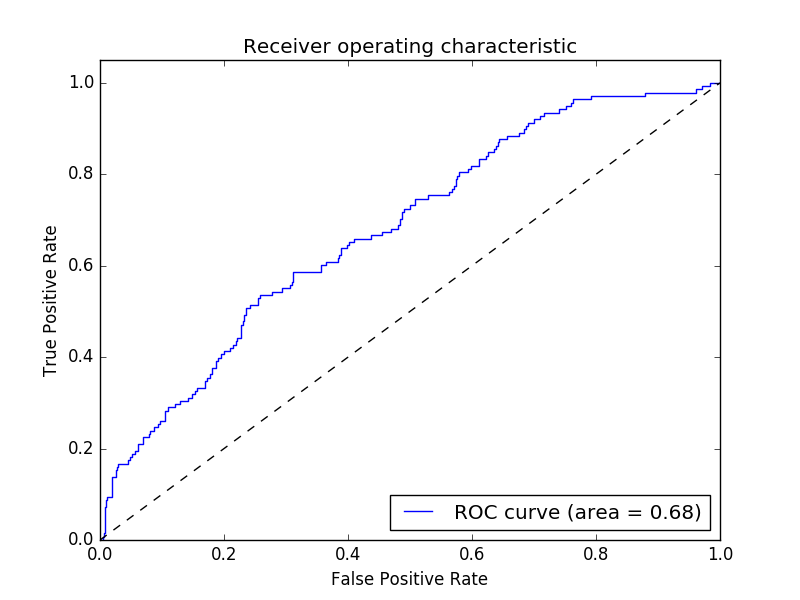 Receiver operating characteristic
1.0
0.8
0.6
0.4
0.2
0.0
True Positive Rate
ROC curve (area = 0.68)
0.0 0.2 0.4 0.6 0.8 1.0
False Positive Rate